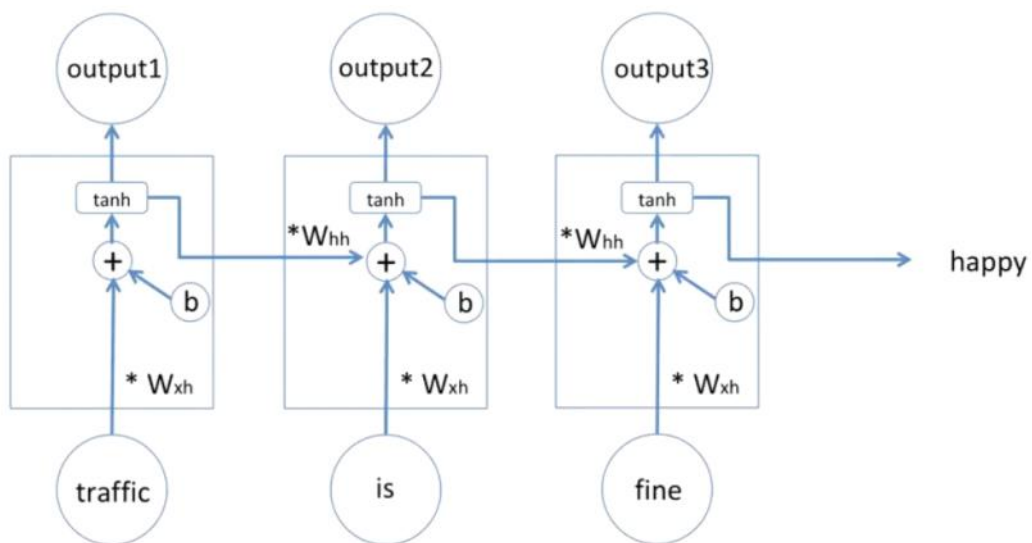 output1 output2 output3
tanh tanh tanh
*Whh *Whh
+ + + happy
b b b
* Wxh * Wxh * Wxh
traffic is fine